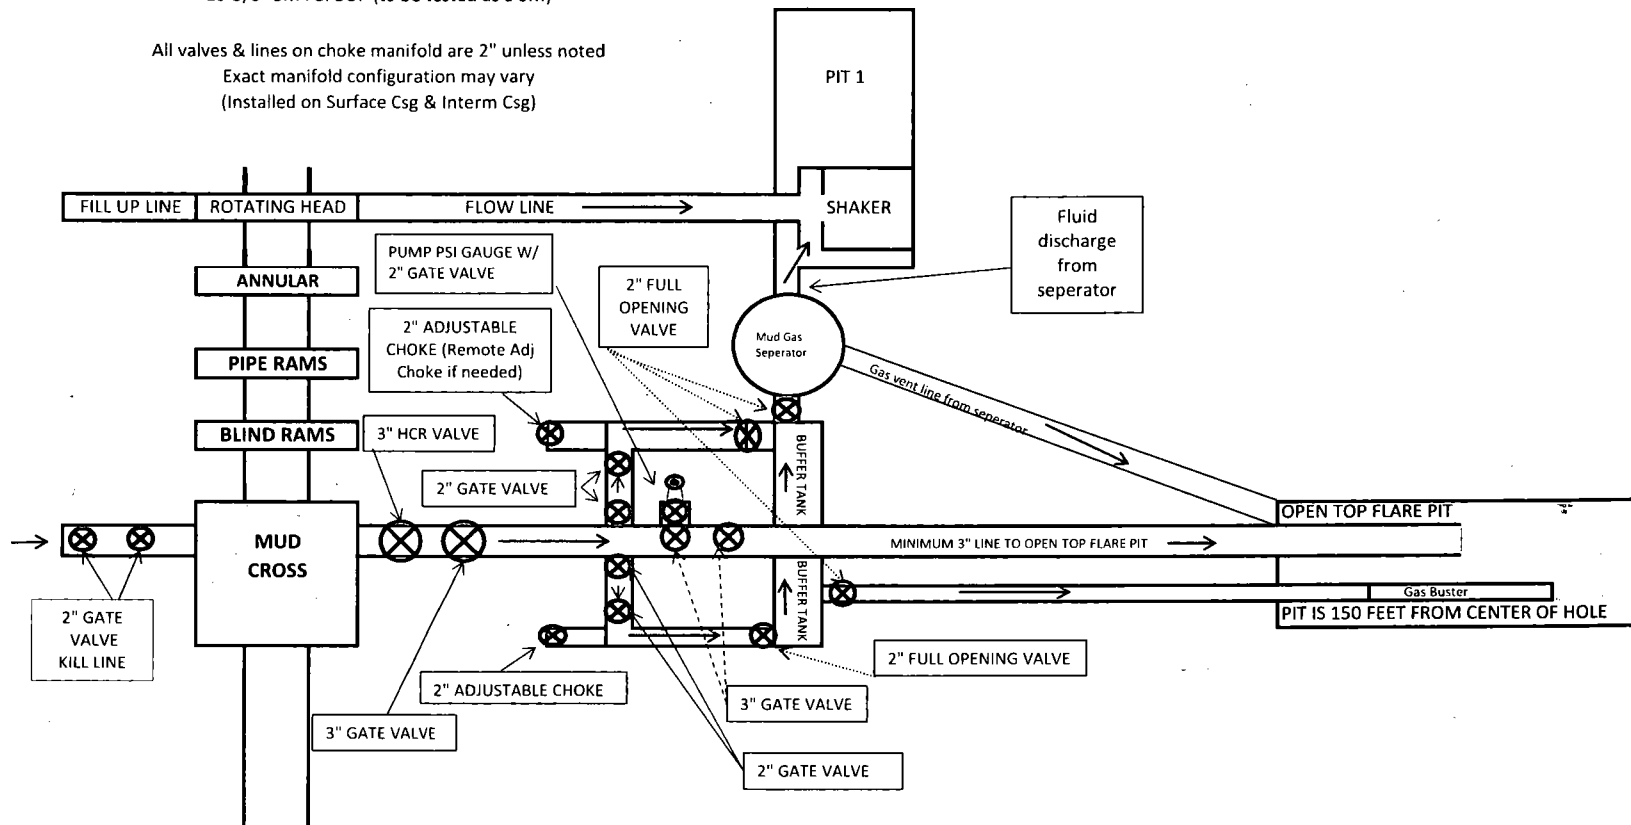 All valves & lines on choke manifold are 2" unless noted
Exact manifold configuration may vary
(Installed on Surface Csg & Interm Csg)
PIT 1
FILL UP LINE
ROTATING HEAD
FLOW LINE
SHAKER
Fluid
discharge
from
seperator
PUMP PSI GAUGE W/
2" GATE VALVE
2" FULL
OPENING
VALVE
ANNULAR
2" ADJUSTABLE
CHOKE (Remote Adj
Choke if needed)
Mud Gas
Seperator
PIPE RAMS
Gas vent line from seperator
BLIND RAMS
3" HCR VALVE
2" GATE VALVE
BUFFER TANK
OPEN TOP FLARE PIT
MUD
CROSS
MINIMUM 3" LINE TO OPEN TOP FLARE PIT
BUFFER TANK
Gas Buster
PIT IS 150 FEET FROM CENTER OF HOLE
2" GATE
VALVE
KILL LINE
2" FULL OPENING VALVE
2" ADJUSTABLE CHOKE
3" GATE VALVE
3" GATE VALVE
2" GATE VALVE